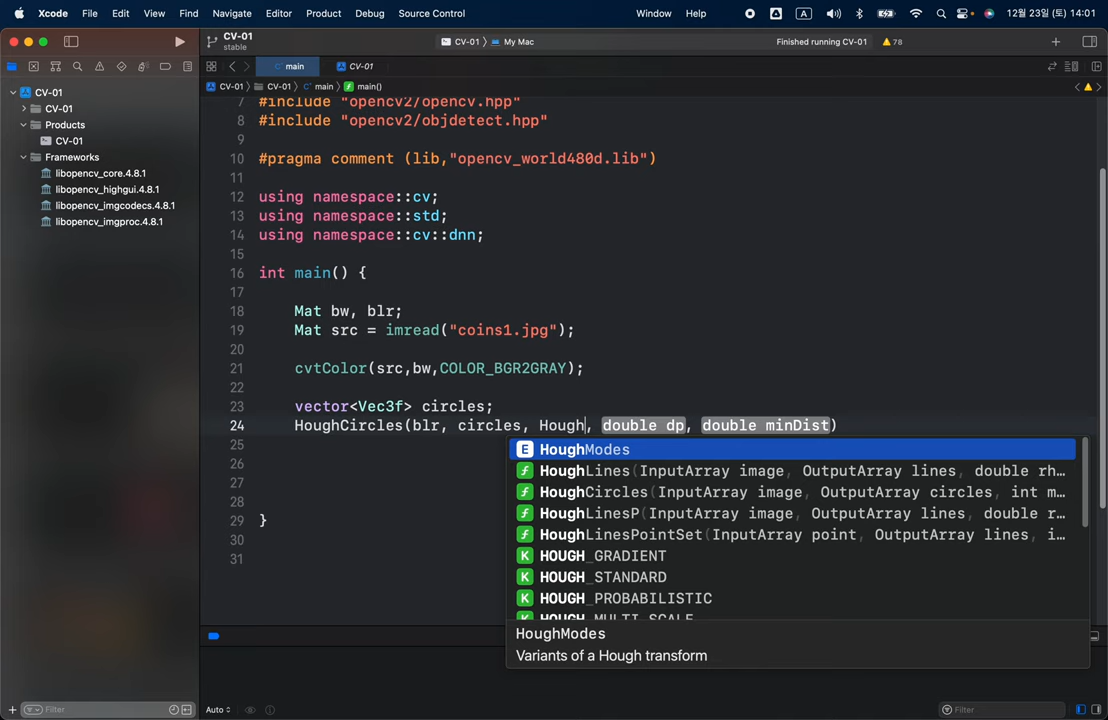 Xcode File Edit View Find Navigate Editor Product Debug Source Control Window Help A 12월 23일 (토) 14:01
CV-01
stable
CV-01 〉 My Mac
Finished running CV-01
78
main CV-01
CV-01 〉 CV-01 〉 main 〉 main()
CV-01
CV-01
Products
CV-01
Frameworks
libopencv_core.4.8.1
libopencv_highgui.4.8.1
libopencv_imgcodecs.4.8.1
libopencv_imgproc.4.8.1
7 #include "opencv2/opencv.hpp"
8 #include "opencv2/objdetect.hpp"
9
10 #pragma comment (lib,"opencv_world480d.lib")
11
12 using namespace::cv;
13 using namespace::std;
14 using namespace::cv::dnn;
15
16 int main() {
17
18 Mat bw, blr;
19 Mat src = imread("coins1.jpg");
20
21 cvtColor(src,bw,COLOR_BGR2GRAY);
22
23 vector<Vec3f> circles;
24 HoughCircles(blr, circles, Hough, double dp, double minDist)
25
26
27
28
29 }
30
31
E HoughModes
f HoughLines(InputArray image, OutputArray lines, double rh…
f HoughCircles(InputArray image, OutputArray circles, int m…
f HoughLinesP(InputArray image, OutputArray lines, double r…
f HoughLinesPointSet(InputArray point, OutputArray lines, i…
K HOUGH_GRADIENT
K HOUGH_STANDARD
K HOUGH_PROBABILISTIC
K HOUGH_MULTI_SCALE
HoughModes
Variants of a Hough transform
Filter
Auto
Filter